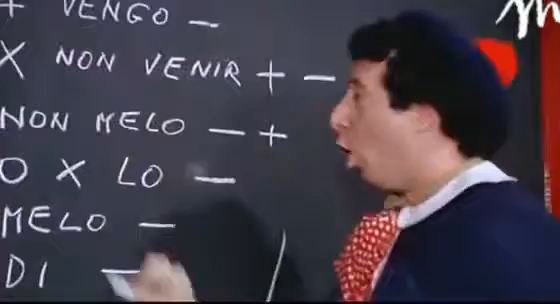 + VENGO —
X NON VENIR + —
NON MELO — +
O X LO —
MELO —
DI —